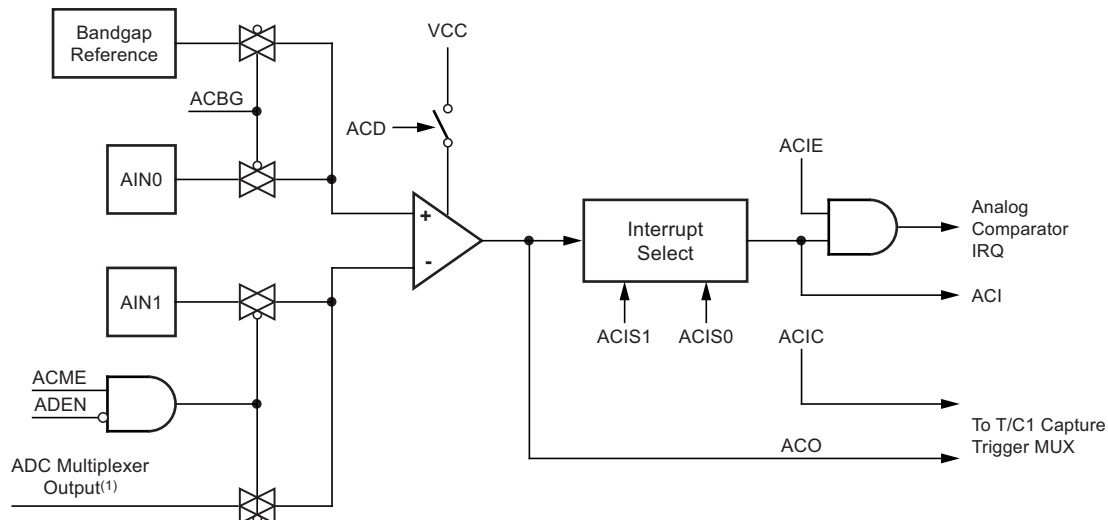 Bandgap
Reference
VCC
ACBG
ACD
ACIE
AIN0
+
Interrupt
Select
Analog
Comparator
IRQ
-
AIN1
ACI
ACIS1
ACIS0
ACIC
ACME
ADEN
To T/C1 Capture
Trigger MUX
ACO
ADC Multiplexer
Output(1)